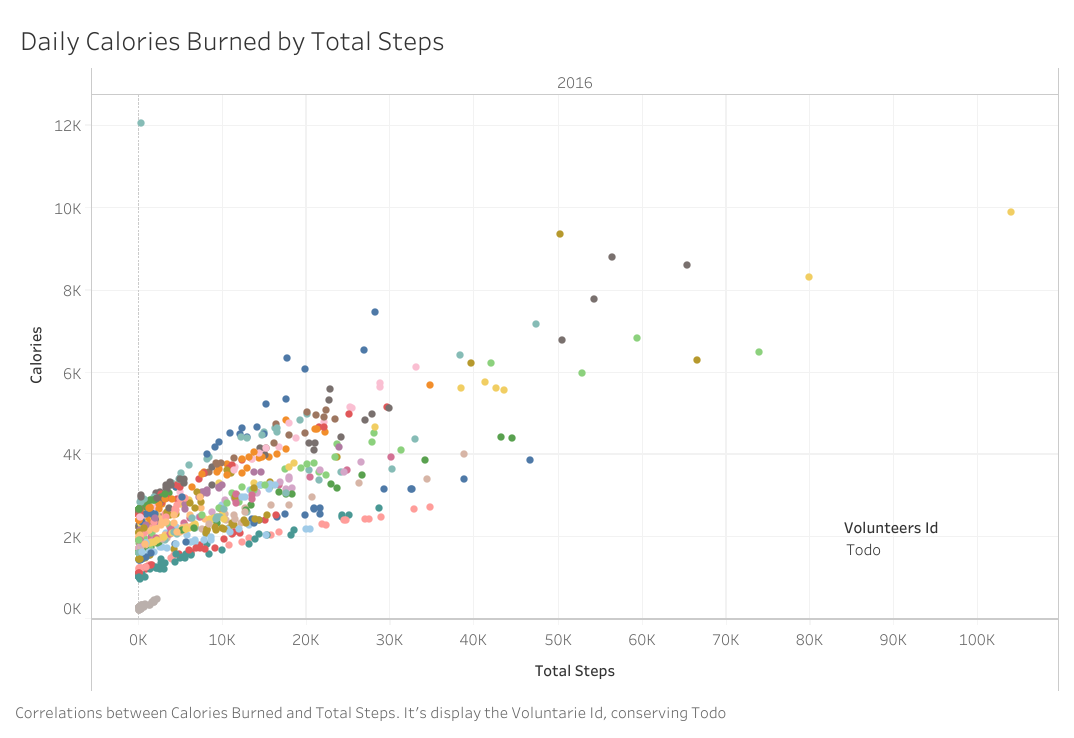 Daily Calories Burned by Total Steps
2016
12K
10K
8K
6K
4K
2K
0K
Calories
Volunteers Id
Todo
0K 10K 20K 30K 40K 50K 60K 70K 80K 90K 100K
Total Steps
Correlations between Calories Burned and Total Steps. It’s display the Voluntarie Id, conserving Todo